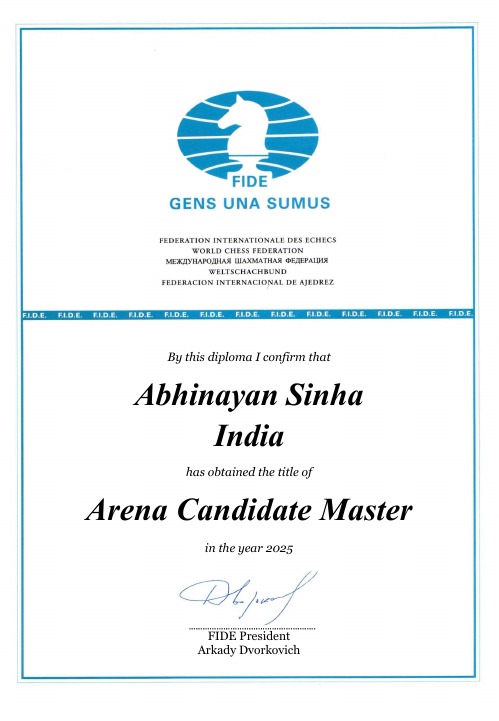 FIDE
GENS UNA SUMUS
FEDERATION INTERNATIONALE DES ECHECS
WORLD CHESS FEDERATION
МЕЖДУНАРОДНАЯ ШАХМАТНАЯ ФЕДЕРАЦИЯ
WELTSCHACHBUND
FEDERACION INTERNACIONAL DE AJEDREZ
F.I.D.E. F.I.D.E. F.I.D.E. F.I.D.E. F.I.D.E. F.I.D.E. F.I.D.E. F.I.D.E. F.I.D.E. F.I.D.E. F.I.D.E. F.I.D.E. F.I.D.E.
By this diploma I confirm that
Abhinayan Sinha
India
has obtained the title of
Arena Candidate Master
in the year 2025
FIDE President
Arkady Dvorkovich